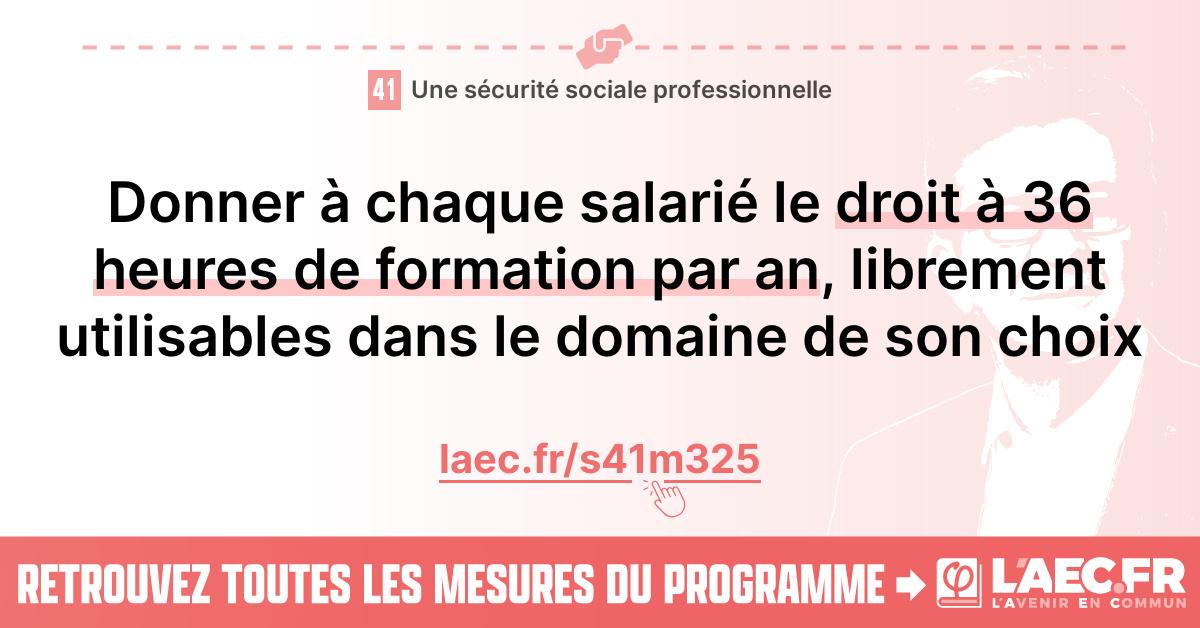 41 Une sécurité sociale professionnelle
Donner à chaque salarié le droit à 36
heures de formation par an, librement
utilisables dans le domaine de son choix
laec.fr/s41m325
RETROUVEZ TOUTES LES MESURES DU PROGRAMME
L'AEC.FR
L'AVENIR EN COMMUN